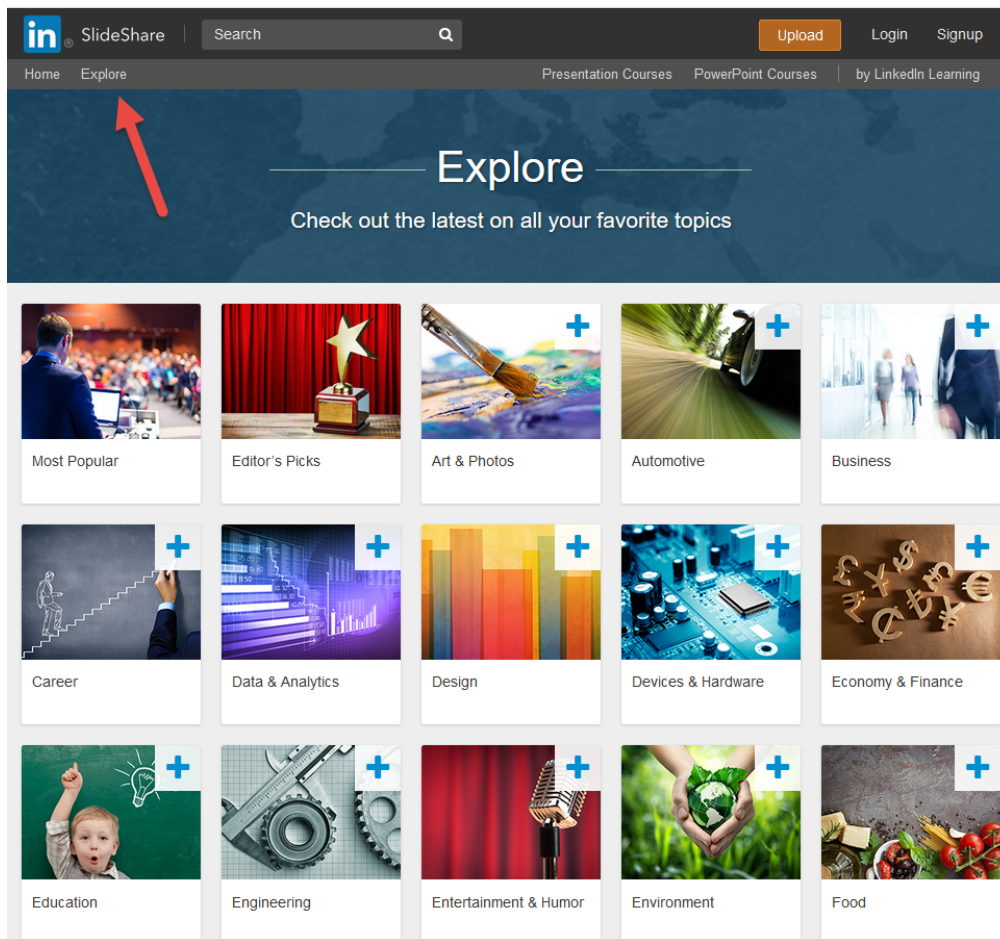 in® SlideShare Search Upload Login Signup
Home Explore Presentation Courses PowerPoint Courses by LinkedIn Learning
Explore
Check out the latest on all your favorite topics
Most Popular Editor's Picks Art & Photos Automotive Business
Career Data & Analytics Design Devices & Hardware Economy & Finance
Education Engineering Entertainment & Humor Environment Food